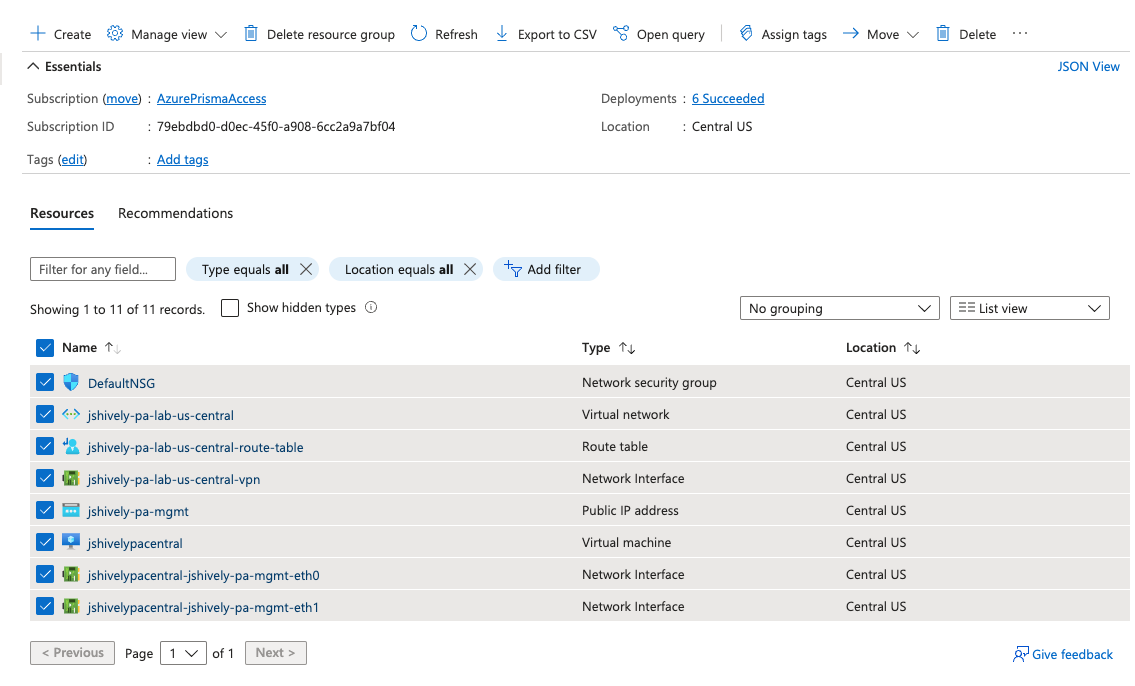 Create Manage view Delete resource group Refresh Export to CSV Open query Assign tags Move Delete ...
Essentials JSON View
Subscription (move) : AzurePrismaAccess Deployments : 6 Succeeded
Subscription ID : 79ebdbd0-d0ec-45f0-a908-6cc2a9a7bf04 Location : Central US
Tags (edit) : Add tags
Resources Recommendations
Filter for any field... Type equals all Location equals all Add filter
Showing 1 to 11 of 11 records. Show hidden types No grouping List view
Name Type Location
DefaultNSG Network security group Central US
jshively-pa-lab-us-central Virtual network Central US
jshively-pa-lab-us-central-route-table Route table Central US
jshively-pa-lab-us-central-vpn Network Interface Central US
jshively-pa-mgmt Public IP address Central US
jshivelypacentral Virtual machine Central US
jshivelypacentral-jshively-pa-mgmt-eth0 Network Interface Central US
jshivelypacentral-jshively-pa-mgmt-eth1 Network Interface Central US
< Previous Page 1 of 1 Next > Give feedback